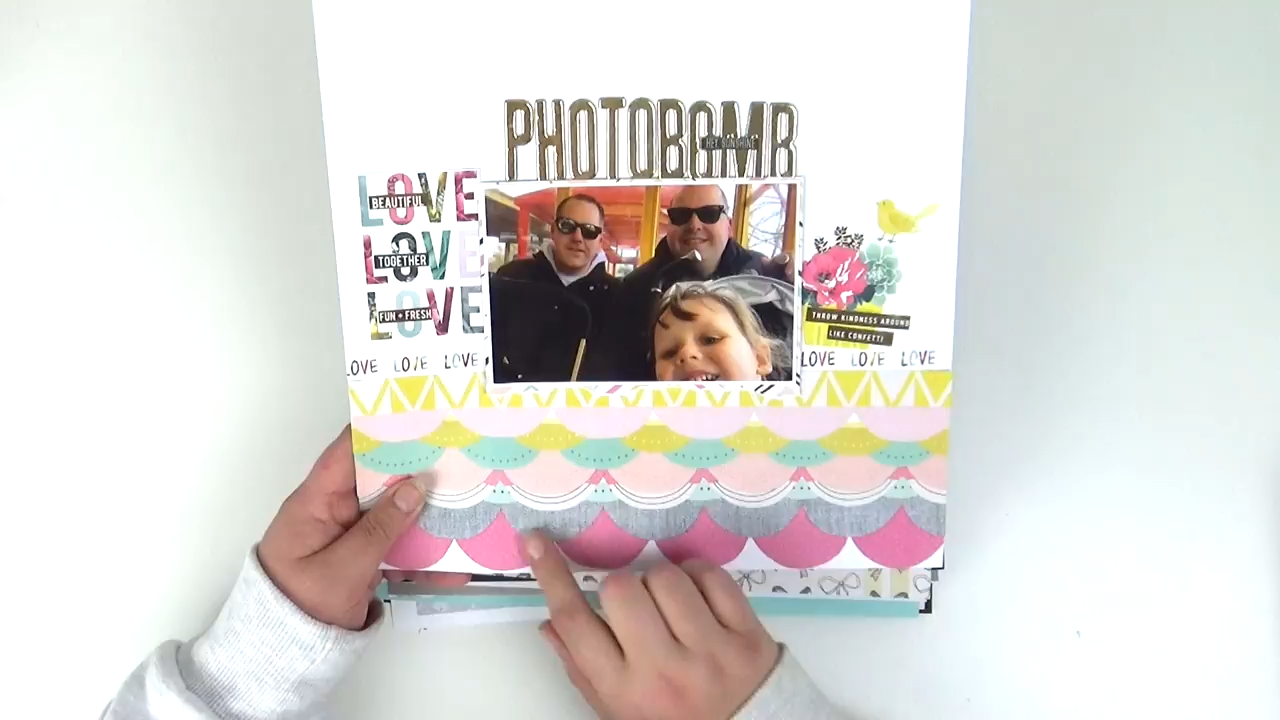 PHOTOBOMB
HEY SUNSHINE
LOVE
BEAUTIFUL
LOVE
TOGETHER
LOVE
FUN + FRESH
LOVE LOVE LOVE
THROW KINDNESS AROUND
LIKE CONFETTI
LOVE LOVE LOVE